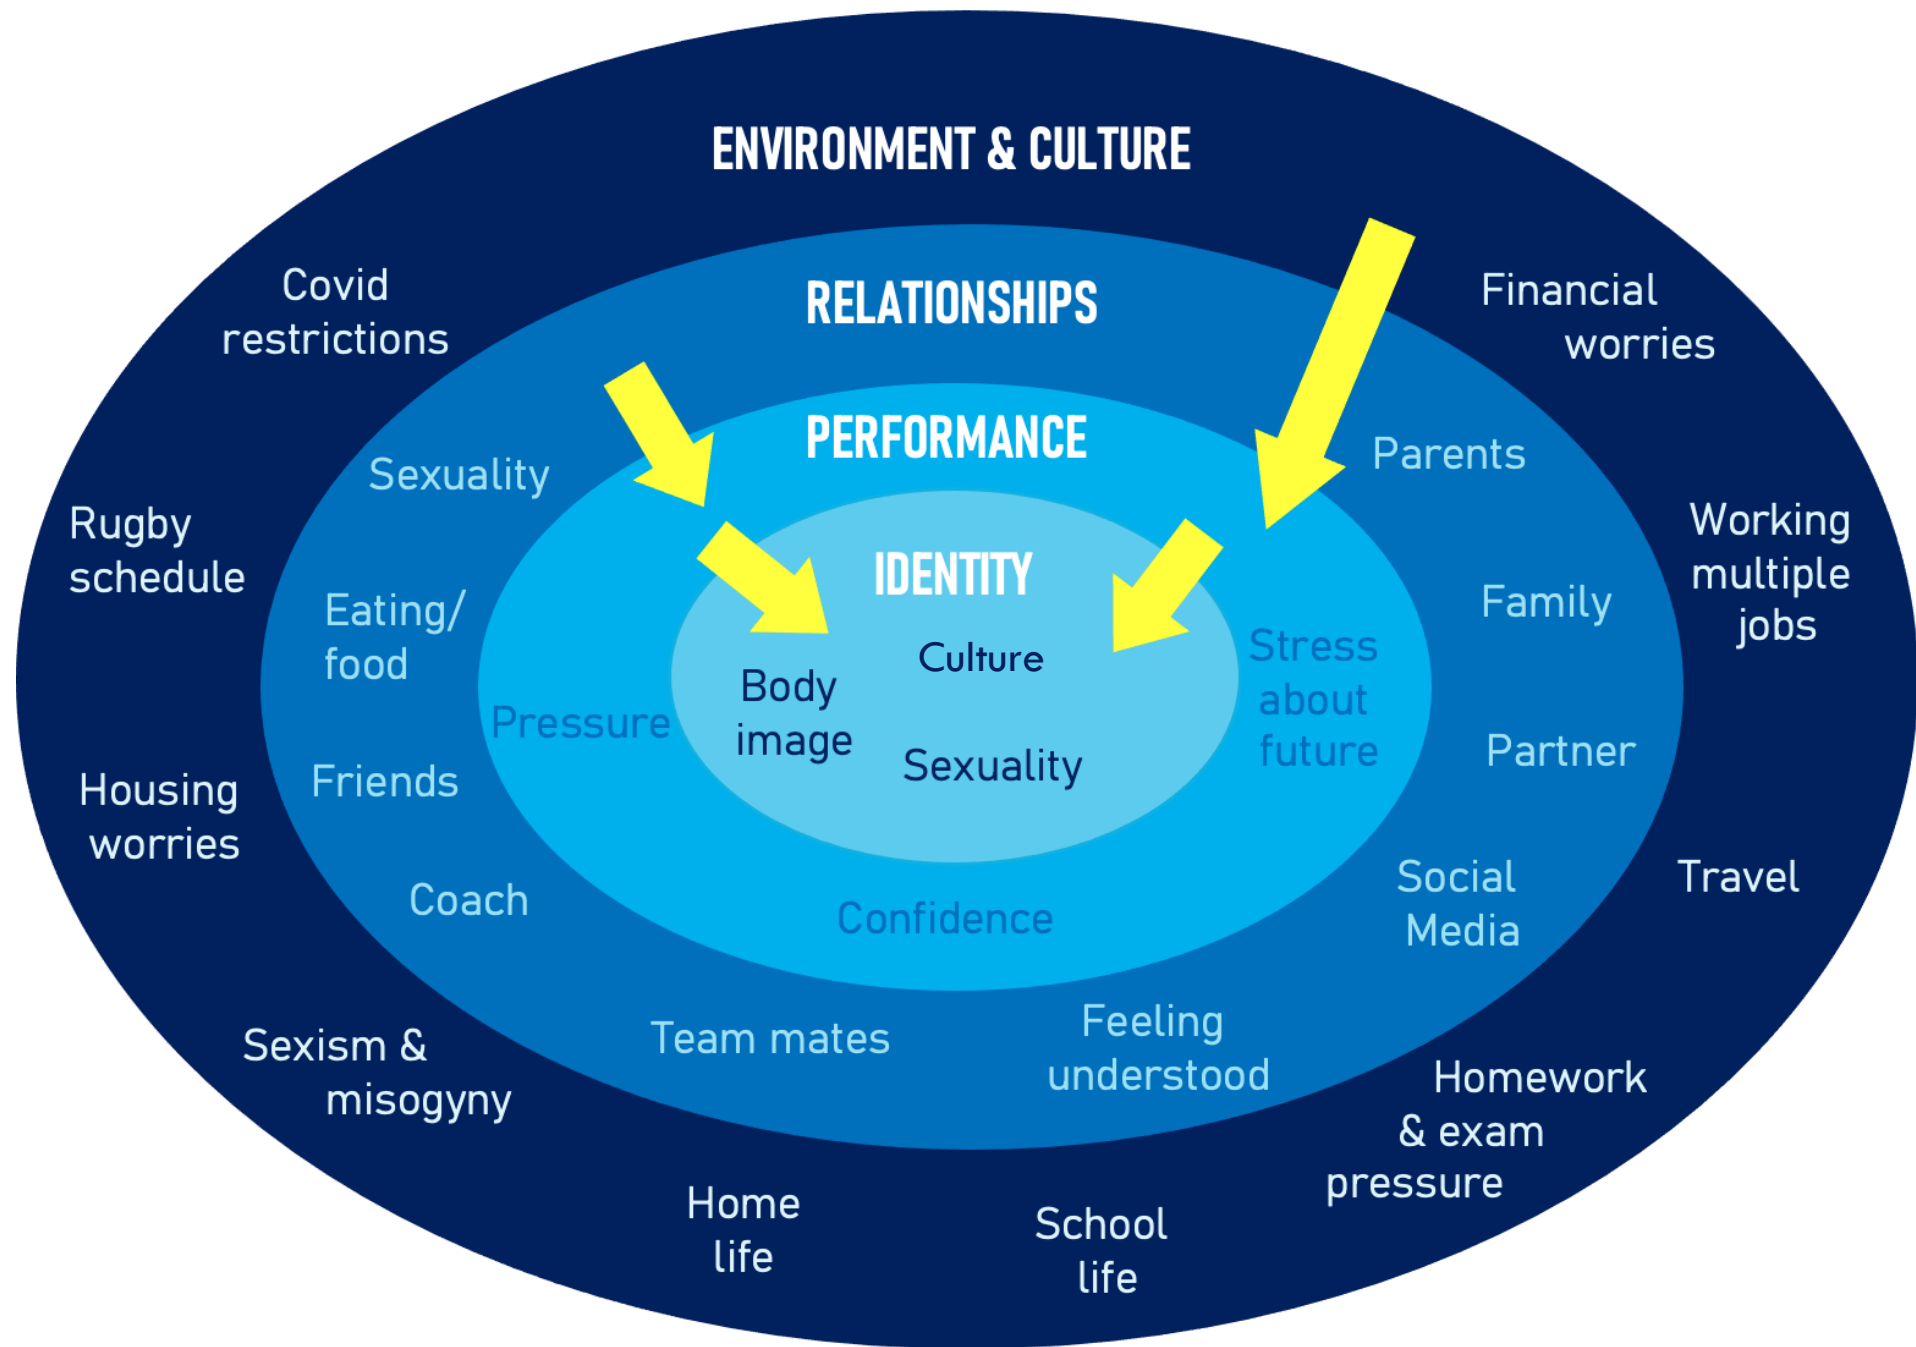 ENVIRONMENT & CULTURE
Covid
restrictions
Financial
worries
RELATIONSHIPS
PERFORMANCE
Sexuality
Parents
Rugby
schedule
Working
multiple
jobs
IDENTITY
Eating/
food
Family
Culture
Body
image
Sexuality
Pressure
Stress
about
future
Partner
Friends
Housing
worries
Coach
Confidence
Social
Media
Travel
Team mates
Feeling
understood
Sexism &
misogyny
Homework
& exam
pressure
Home
life
School
life